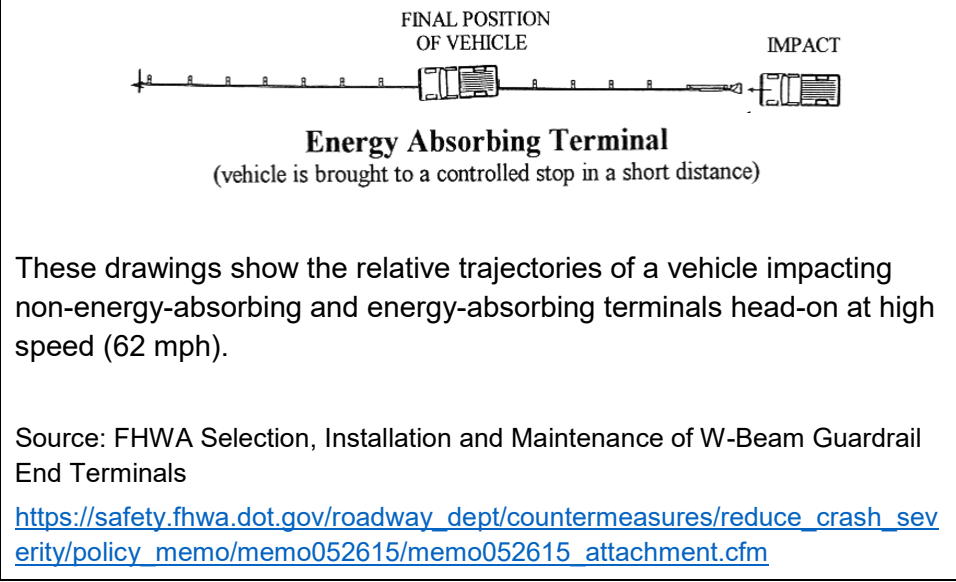 FINAL POSITION
OF VEHICLE
IMPACT
Energy Absorbing Terminal
(vehicle is brought to a controlled stop in a short distance)
These drawings show the relative trajectories of a vehicle impacting
non-energy-absorbing and energy-absorbing terminals head-on at high
speed (62 mph).
Source: FHWA Selection, Installation and Maintenance of W-Beam Guardrail
End Terminals
https://safety.fhwa.dot.gov/roadway_dept/countermeasures/reduce_crash_sev
erity/policy_memo/memo052615/memo052615_attachment.cfm